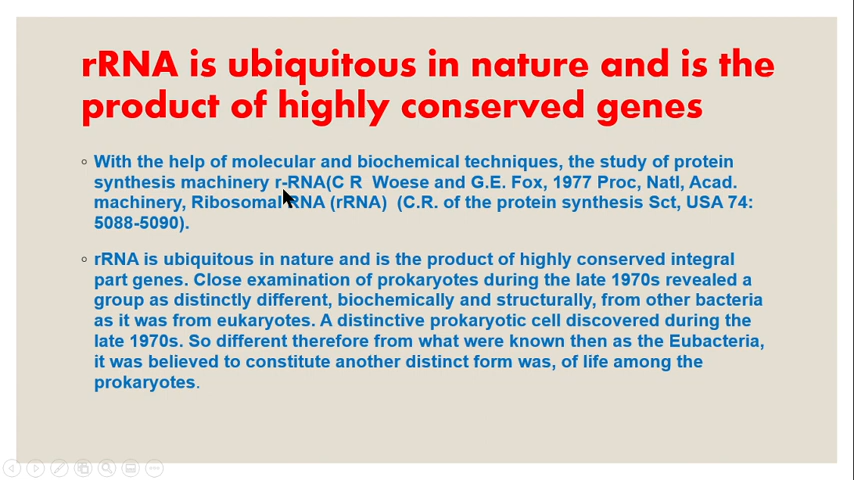 rRNA is ubiquitous in nature and is the
product of highly conserved genes
With the help of molecular and biochemical techniques, the study of protein
synthesis machinery r-RNA(C R Woese and G.E. Fox, 1977 Proc, Natl, Acad.
machinery, Ribosomal RNA (rRNA) (C.R. of the protein synthesis Sct, USA 74:
5088-5090).
rRNA is ubiquitous in nature and is the product of highly conserved integral
part genes. Close examination of prokaryotes during the late 1970s revealed a
group as distinctly different, biochemically and structurally, from other bacteria
as it was from eukaryotes. A distinctive prokaryotic cell discovered during the
late 1970s. So different therefore from what were known then as the Eubacteria,
it was believed to constitute another distinct form was, of life among the
prokaryotes.